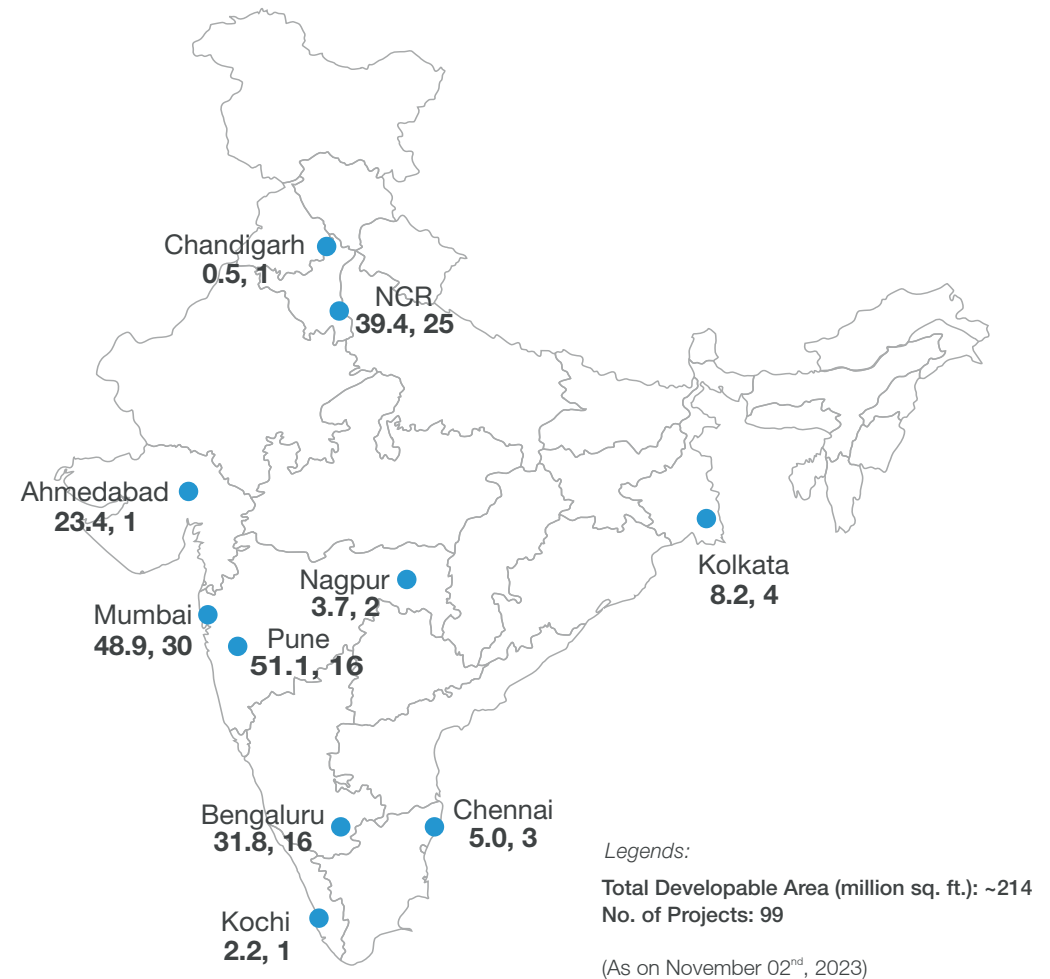 Chandigarh
0.5, 1
NCR
39.4, 25
Ahmedabad
23.4, 1
Kolkata
8.2, 4
Nagpur
3.7, 2
Mumbai
48.9, 30
Pune
51.1, 16
Bengaluru
31.8, 16
Chennai
5.0, 3
Kochi
2.2, 1
Legends:
Total Developable Area (million sq. ft.): ~214
No. of Projects: 99
(As on November 02nd, 2023)